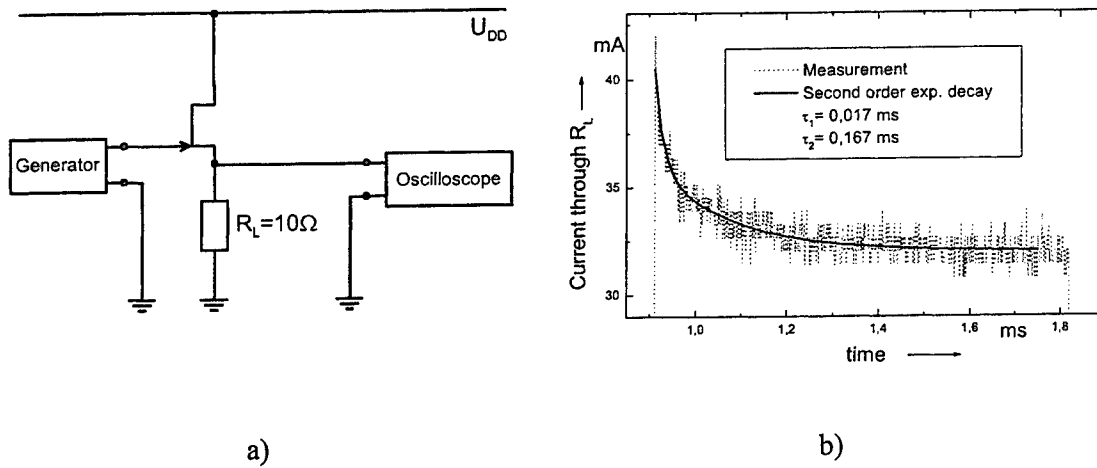 U_DD
Generator
Oscilloscope
R_L=10Ω
a)
mA
40
35
30
Current through R_L
Measurement
Second order exp. decay
τ₁= 0,017 ms
τ₂= 0,167 ms
1,0
1,2
1,4
1,6
ms
1,8
time
b)